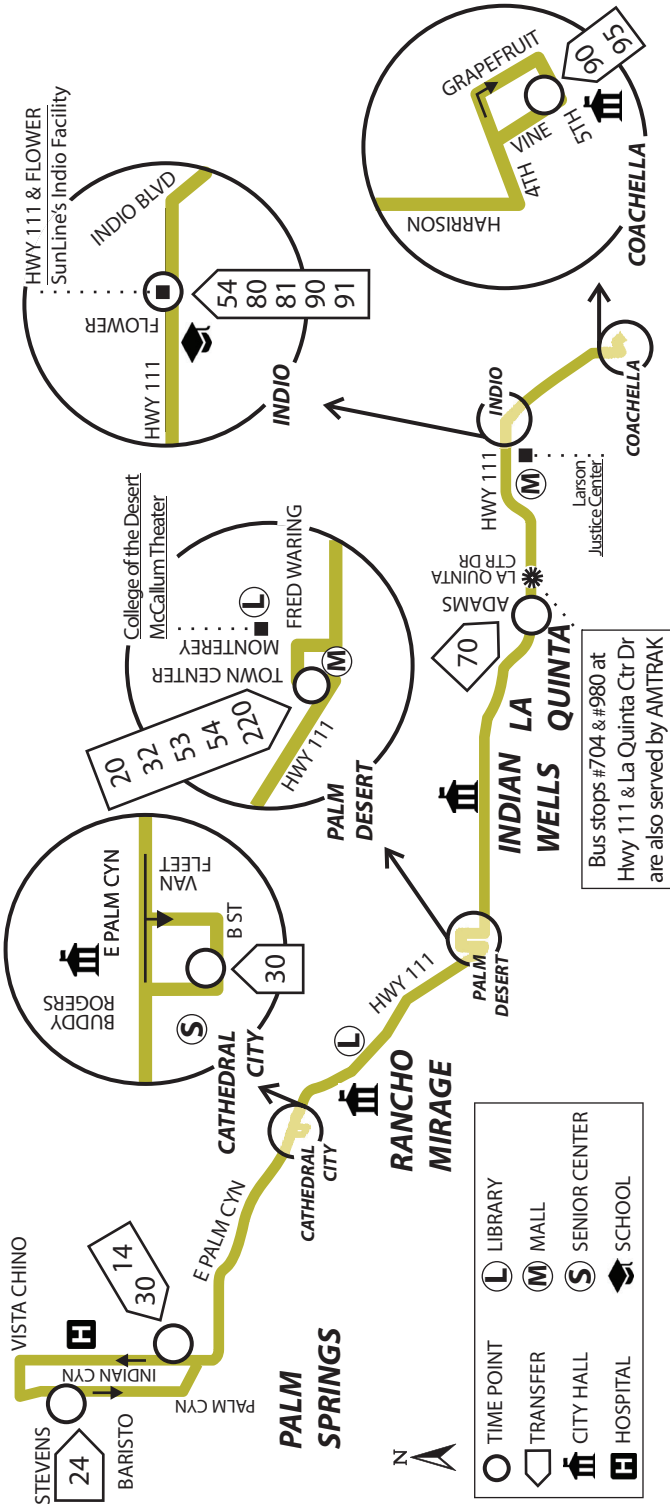 STEVENS
24
BARISTO
VISTA CHINO
H
INDIAN CYN
PALM CYN
14
30
PALM
SPRINGS
E PALM CYN
CATHEDRAL
CITY
BUDDY
ROGERS
E PALM CYN
VAN
FLEET
B ST
30
S
CATHEDRAL
CITY
RANCHO
MIRAGE
L
HWY 111
PALM
DESERT
College of the Desert
McCallum Theater
L
MONTEREY
TOWN CENTER
FRED WARING
M
HWY 111
20
32
53
54
220
PALM
DESERT
INDIAN
WELLS
LA
QUINTA
70
ADAMS
LA QUINTA
CTR DR
Bus stops #704 & #980 at
Hwy 111 & La Quinta Ctr Dr
are also served by AMTRAK
HWY 111
M
Larson
Justice Center
INDIO
HWY 111 & FLOWER
SunLine's Indio Facility
INDIO BLVD
FLOWER
HWY 111
54
80
81
90
91
INDIO
COACHELLA
HARRISON
4TH
VINE
5TH
GRAPEFRUIT
90
95
COACHELLA
N
TIME POINT
TRANSFER
CITY HALL
H HOSPITAL
L LIBRARY
M MALL
S SENIOR CENTER
SCHOOL